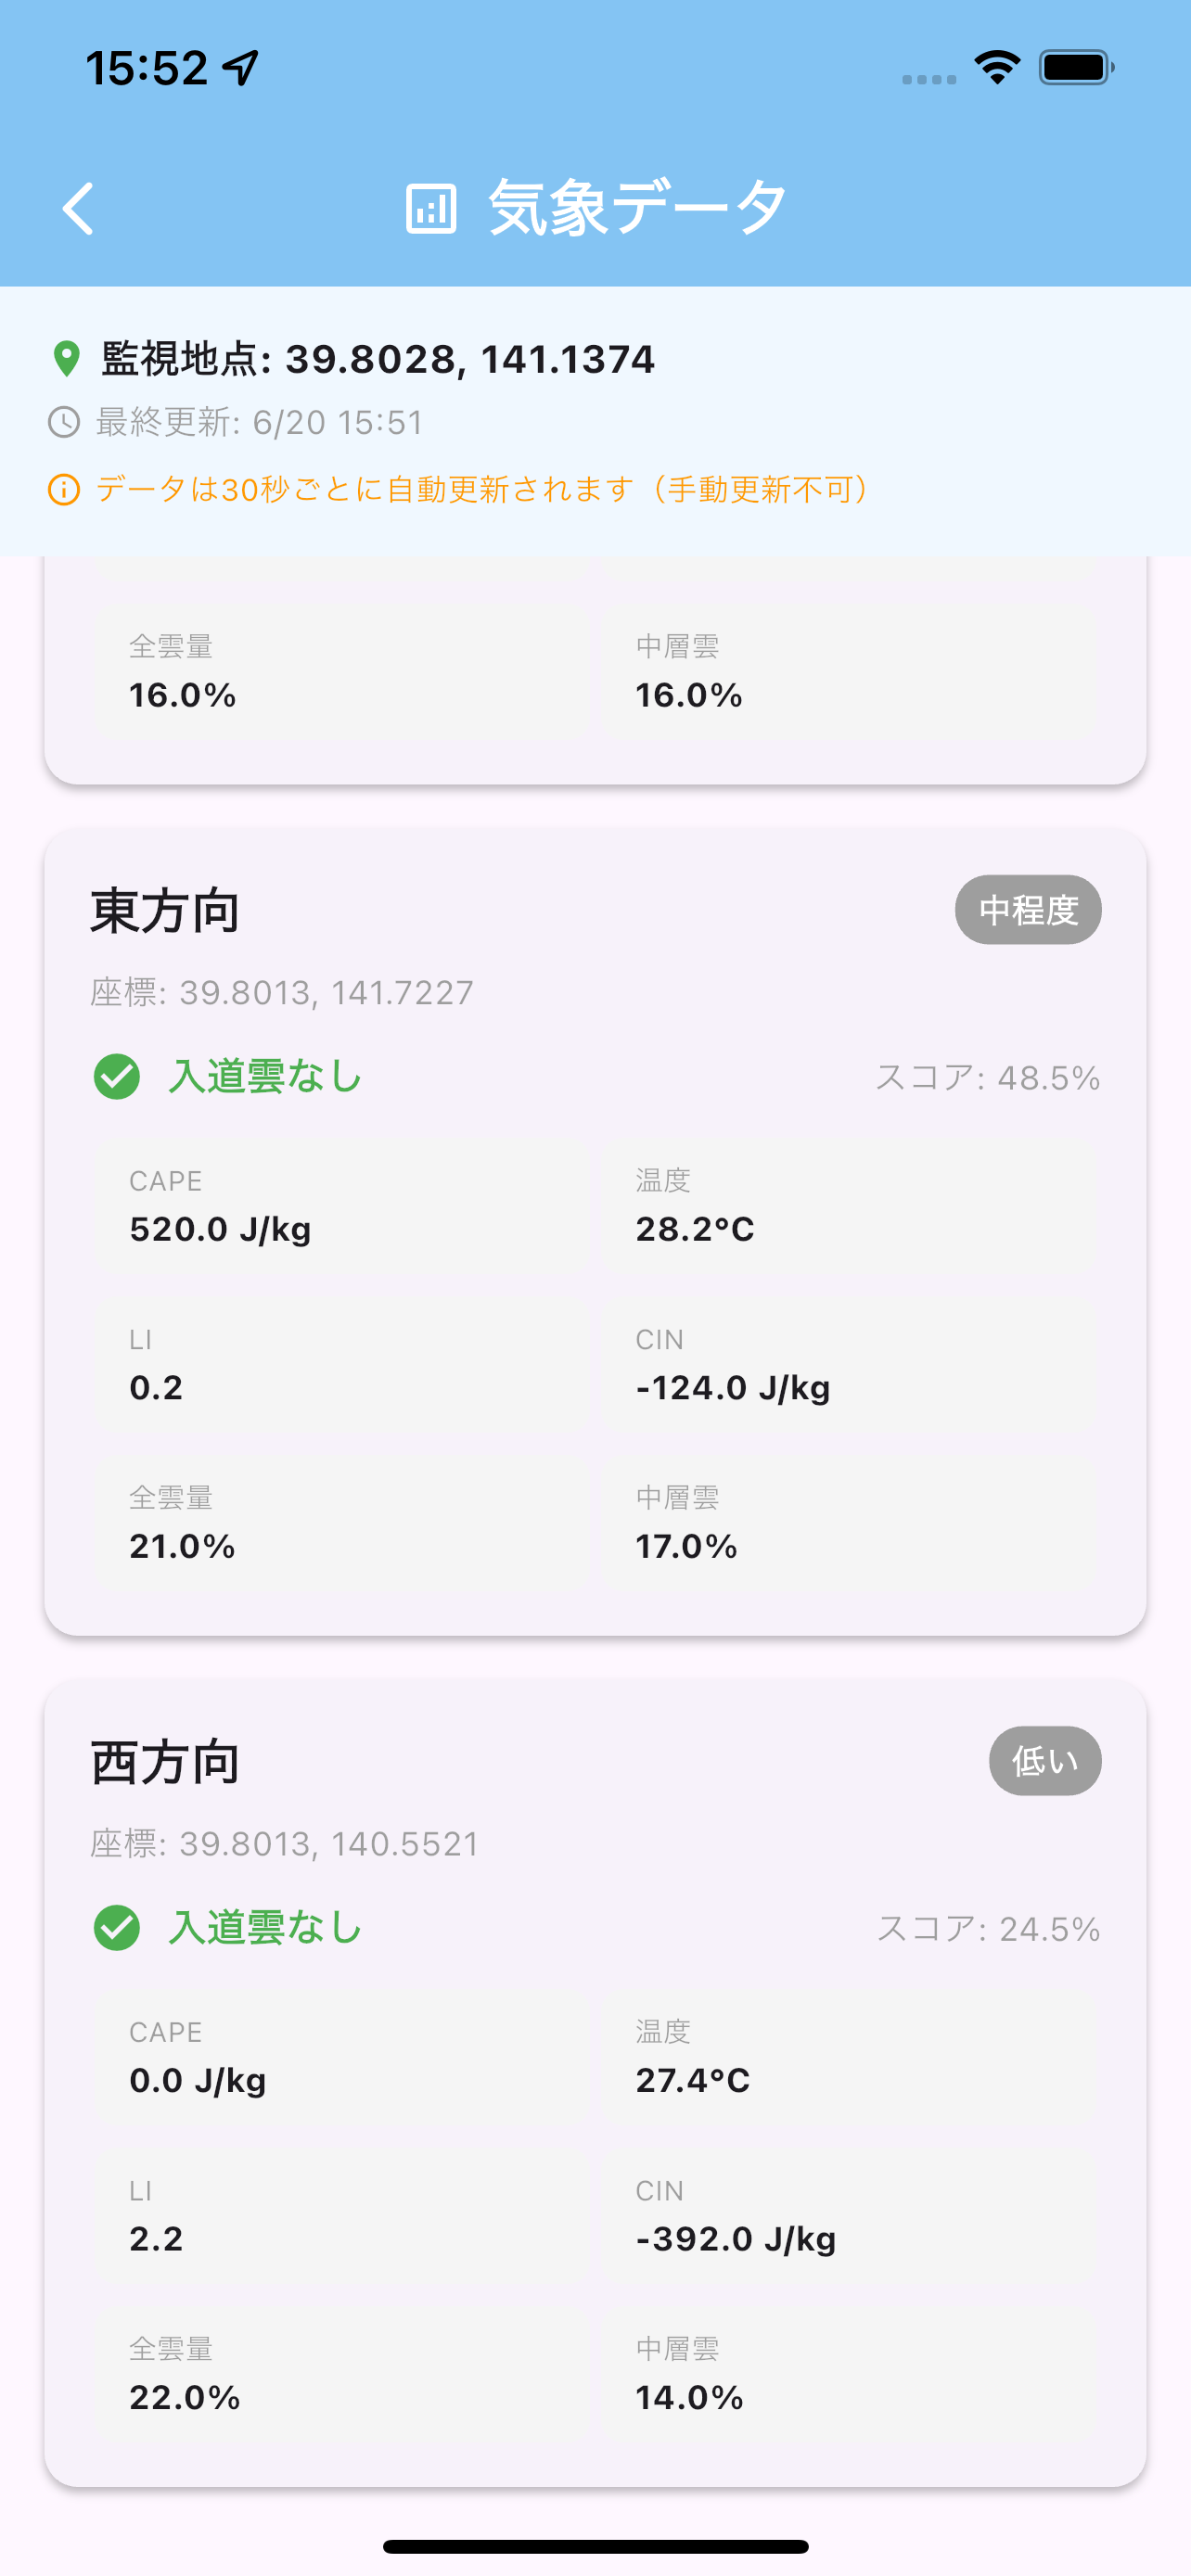 15:52
気象データ
監視地点: 39.8028, 141.1374
最終更新: 6/20 15:51
データは30秒ごとに自動更新されます（手動更新不可）
全雲量 中層雲
16.0% 16.0%
東方向 中程度
座標: 39.8013, 141.7227
入道雲なし スコア: 48.5%
CAPE 温度
520.0 J/kg 28.2°C
LI CIN
0.2 -124.0 J/kg
全雲量 中層雲
21.0% 17.0%
西方向 低い
座標: 39.8013, 140.5521
入道雲なし スコア: 24.5%
CAPE 温度
0.0 J/kg 27.4°C
LI CIN
2.2 -392.0 J/kg
全雲量 中層雲
22.0% 14.0%